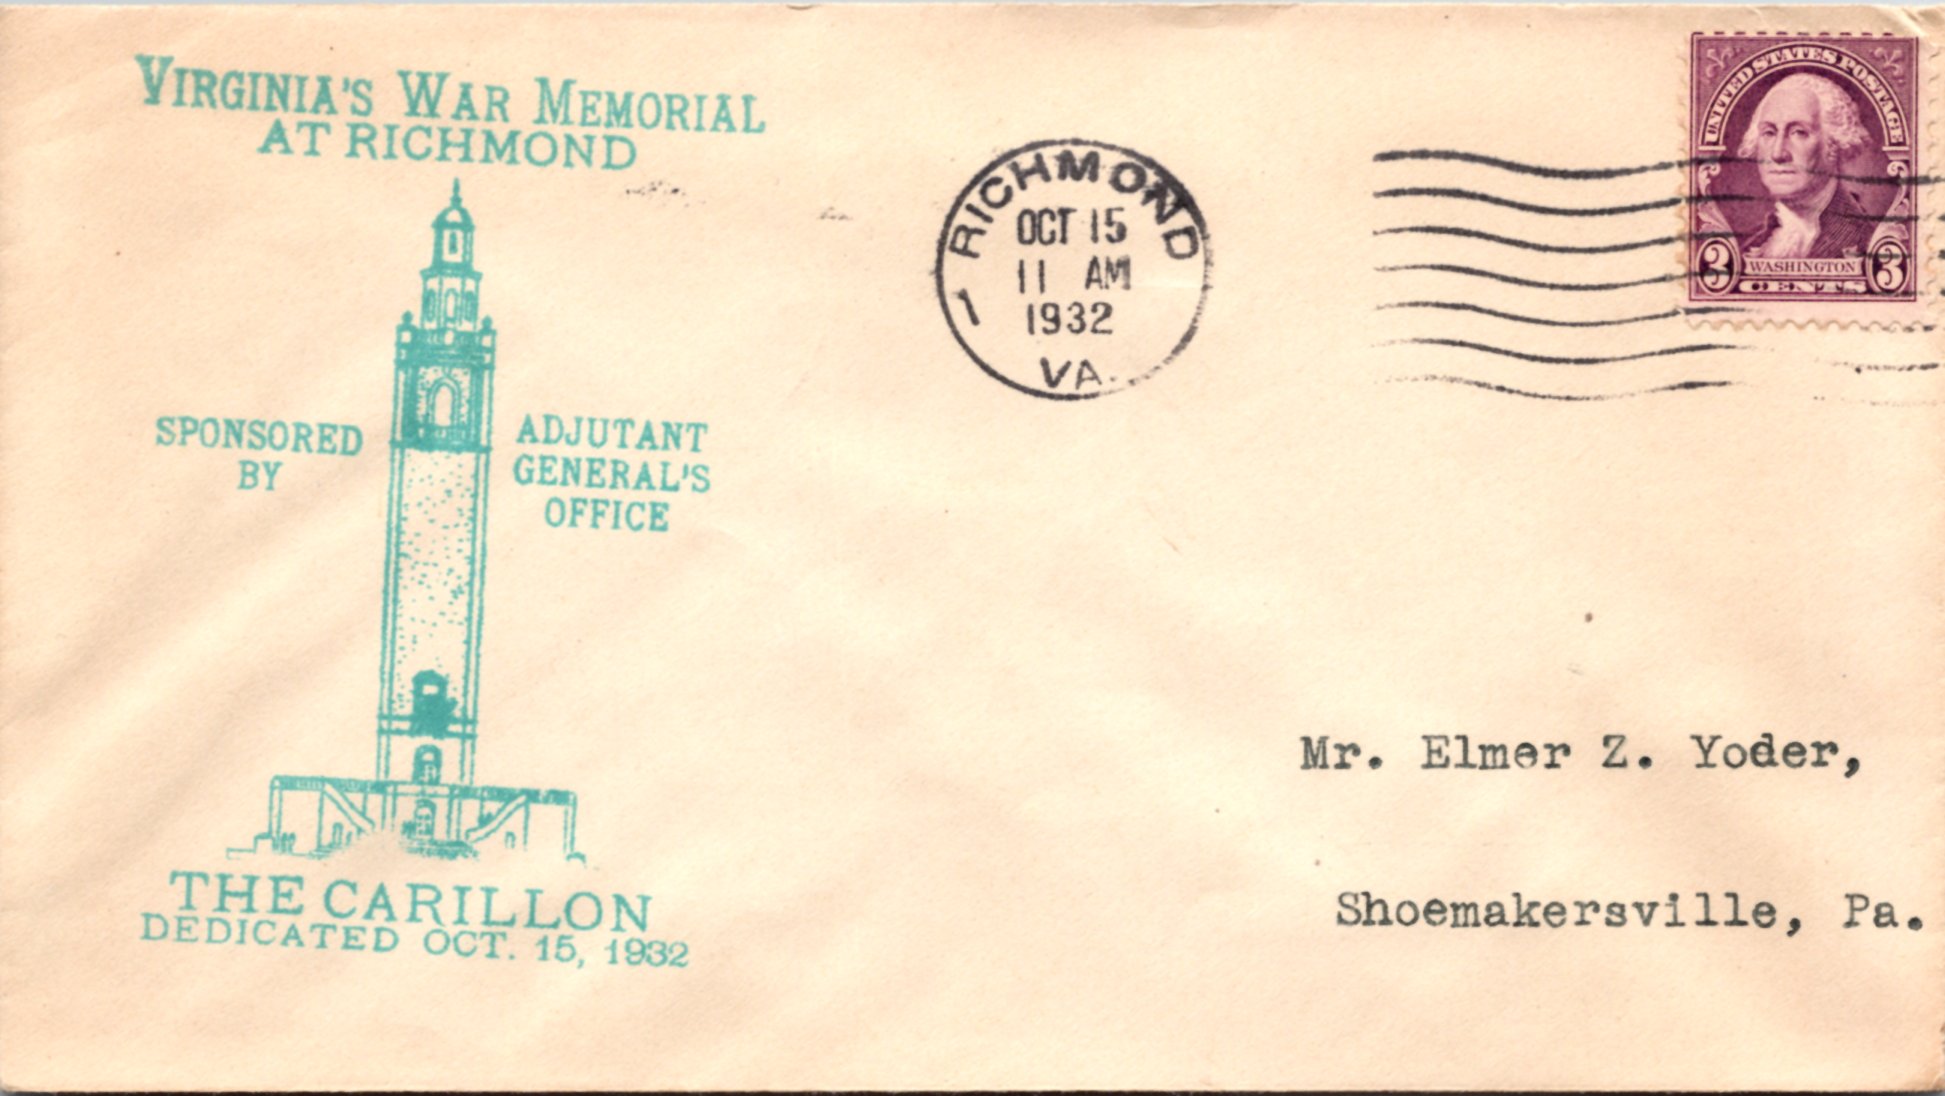 VIRGINIA'S WAR MEMORIAL
AT RICHMOND
SPONSORED
BY
ADJUTANT
GENERAL'S
OFFICE
THE CARILLON
DEDICATED OCT. 15, 1932
RICHMOND
OCT 15
11 AM
1932
1
VA.
UNITED STATES POSTAGE
WASHINGTON
3 3
CENTS
Mr. Elmer Z. Yoder,
Shoemakersville, Pa.